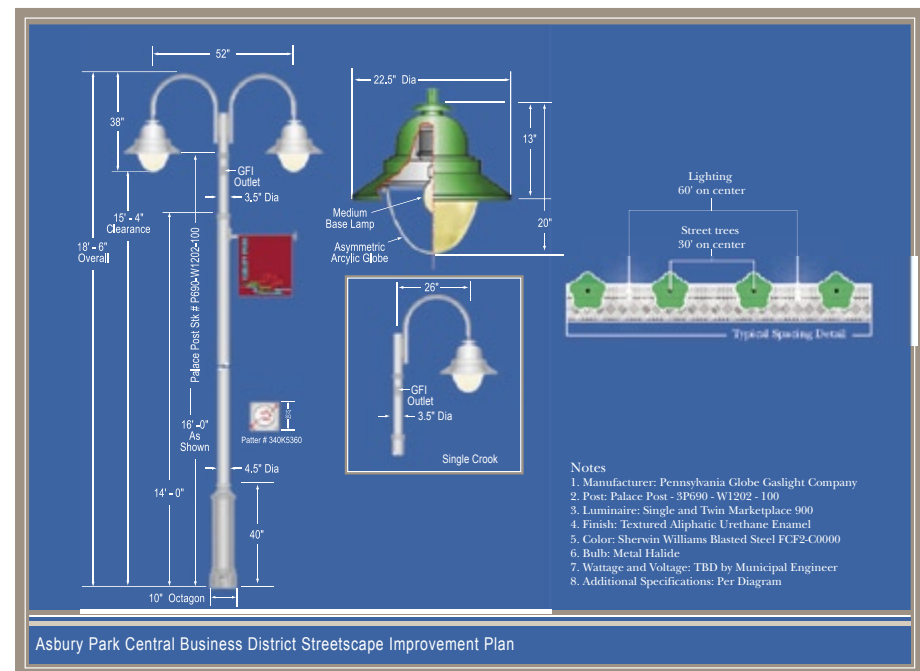 52"
38"
GFI
Outlet
3.5" Dia
15' - 4"
Clearance
18' - 6"
Overall
Palace Post Stk # P690-W1202-100
16' -0"
As
Shown
Patter # 340K5360
4.5" Dia
14' - 0"
40"
10" Octagon
22.5" Dia
13"
20"
Medium
Base Lamp
Asymmetric
Arcylic Globe
26"
GFI
Outlet
3.5" Dia
Single Crook
Lighting
60' on center
Street trees
30' on center
Typical Spacing Detail
Notes
1. Manufacturer: Pennsylvania Globe Gaslight Company
2. Post: Palace Post - 3P690 - W1202 - 100
3. Luminaire: Single and Twin Marketplace 900
4. Finish: Textured Aliphatic Urethane Enamel
5. Color: Sherwin Williams Blasted Steel FCF2-C0000
6. Bulb: Metal Halide
7. Wattage and Voltage: TBD by Municipal Engineer
8. Additional Specifications: Per Diagram
Asbury Park Central Business District Streetscape Improvement Plan